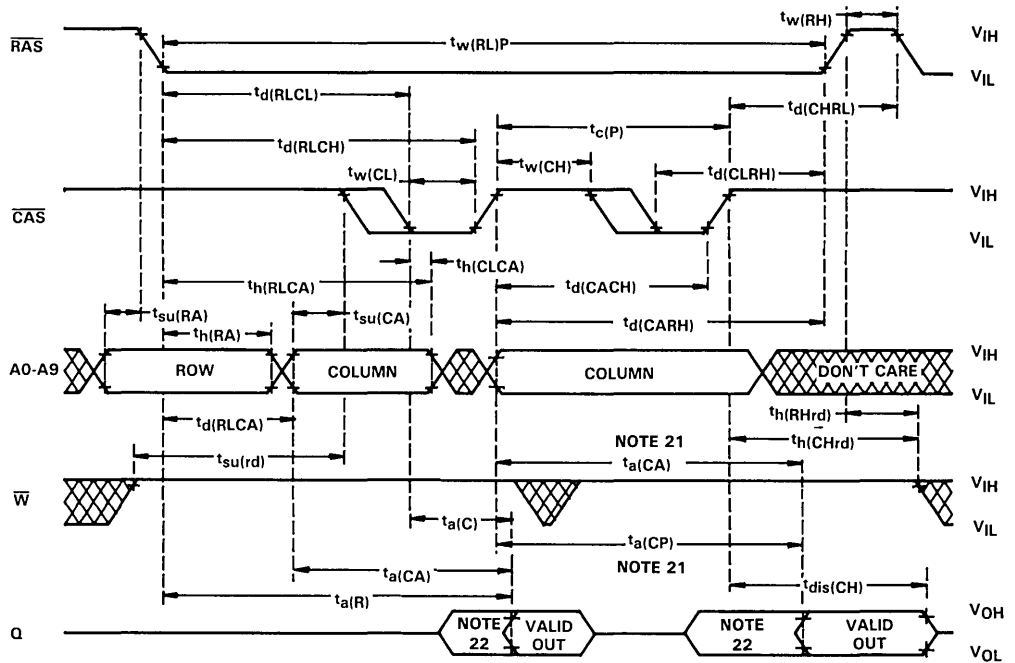 tw(RH)
RAS VIH
tw(RL)P
VIL
td(RLCL) td(CHRL)
tc(P)
td(RLCH)
tw(CL) tw(CH) td(CLRH)
VIH
CAS
VIL
th(CLCA)
th(RLCA) td(CACH)
tsu(RA) tsu(CA)
th(RA) td(CARH)
VIH
A0-A9 ROW COLUMN COLUMN DON'T CARE
VIL
td(RLCA) th(RHrd)
NOTE 21 th(CHrd)
tsu(rd) ta(CA)
VIH
W
VIL
ta(C)
ta(CP)
ta(CA) NOTE 21
tdis(CH)
ta(R)
VOH
Q NOTE 22 VALID OUT NOTE 22 VALID OUT
VOL